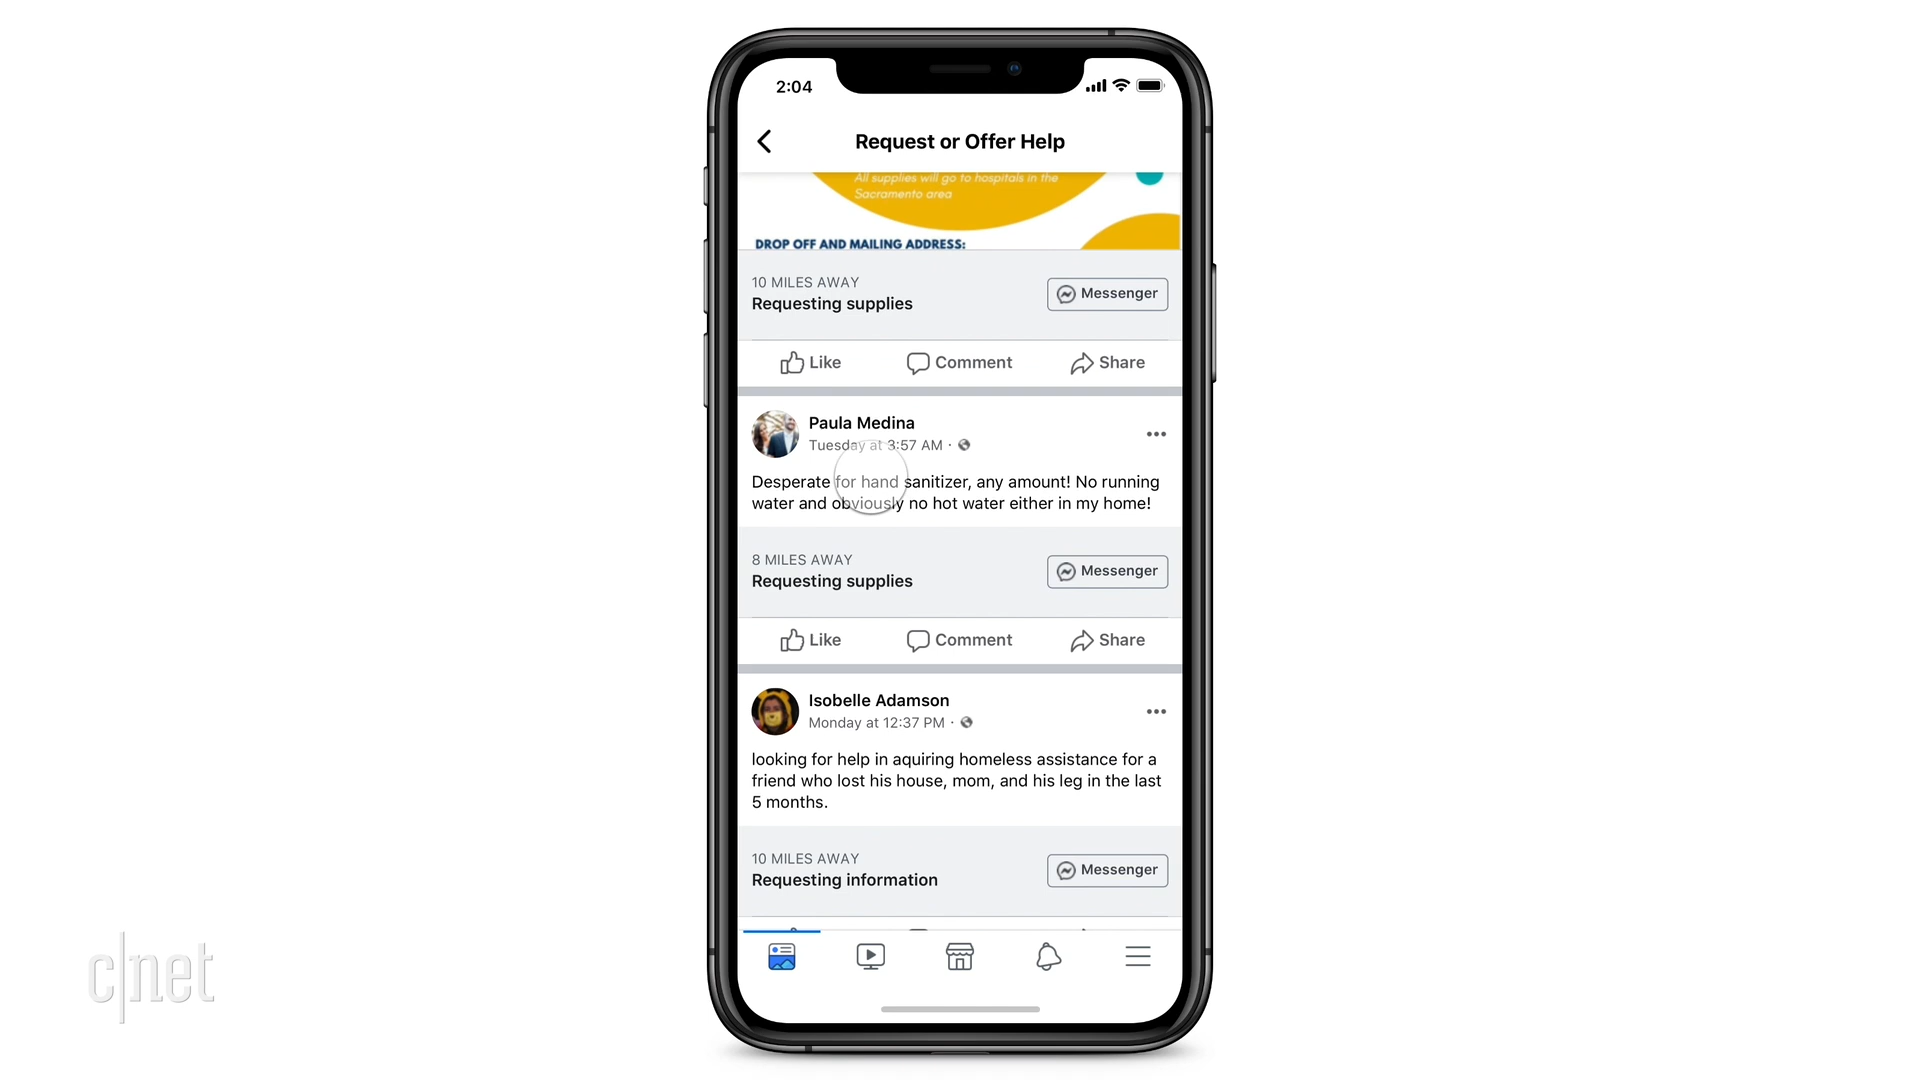 2:04
Request or Offer Help
All supplies will go to hospitals in the
Sacramento area
DROP OFF AND MAILING ADDRESS:
10 MILES AWAY
Requesting supplies
Messenger
Like
Comment
Share
Paula Medina
Tuesday at 3:57 AM ·
Desperate for hand sanitizer, any amount! No running
water and obviously no hot water either in my home!
8 MILES AWAY
Requesting supplies
Messenger
Like
Comment
Share
Isobelle Adamson
Monday at 12:37 PM ·
looking for help in aquiring homeless assistance for a
friend who lost his house, mom, and his leg in the last
5 months.
10 MILES AWAY
Requesting information
Messenger
c|net